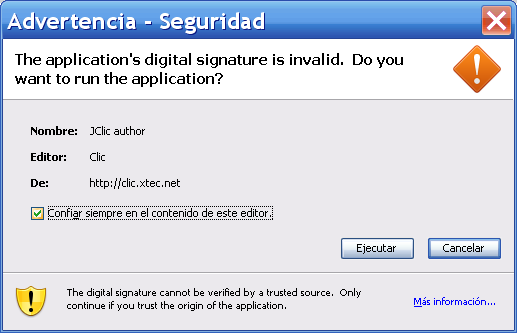 Advertencia - Seguridad
The application's digital signature is invalid. Do you
want to run the application?
Nombre: JClic author
Editor: Clic
De: http://clic.xtec.net
Confiar siempre en el contenido de este editor.
Ejecutar Cancelar
The digital signature cannot be verified by a trusted source. Only
continue if you trust the origin of the application.
Más información...